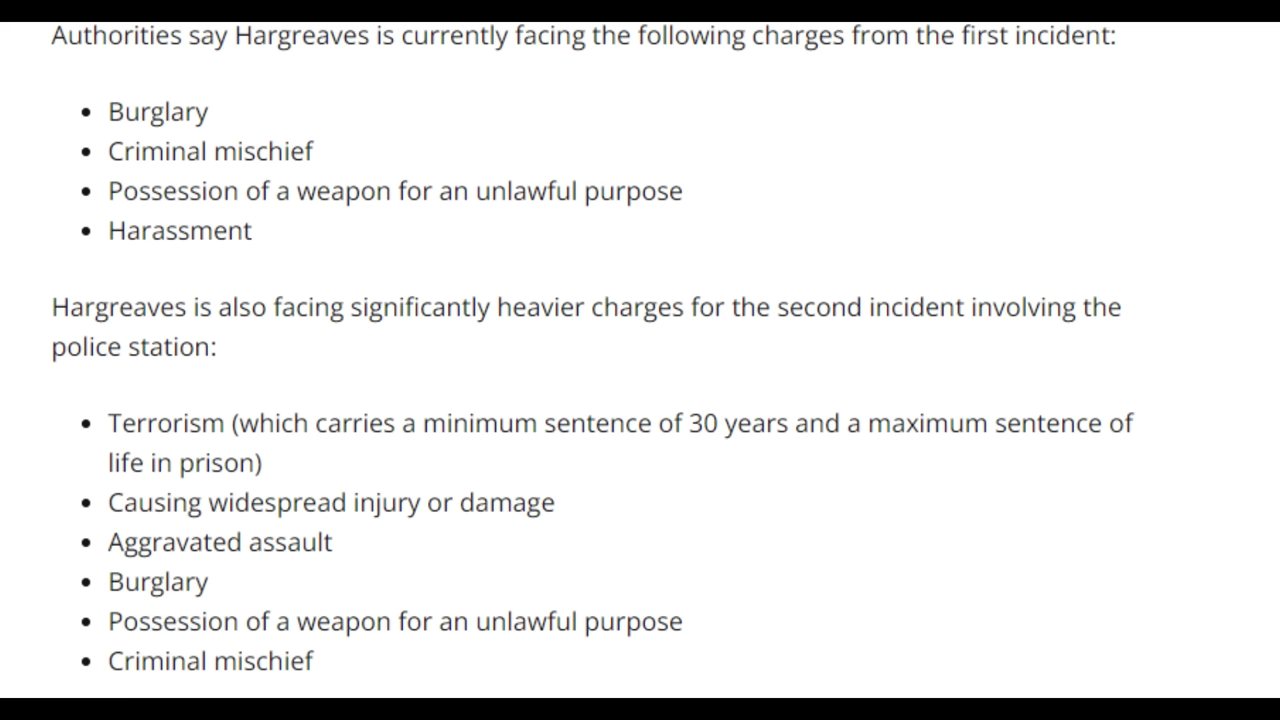 Authorities say Hargreaves is currently facing the following charges from the first incident:
• Burglary
• Criminal mischief
• Possession of a weapon for an unlawful purpose
• Harassment
Hargreaves is also facing significantly heavier charges for the second incident involving the
police station:
• Terrorism (which carries a minimum sentence of 30 years and a maximum sentence of
life in prison)
• Causing widespread injury or damage
• Aggravated assault
• Burglary
• Possession of a weapon for an unlawful purpose
• Criminal mischief